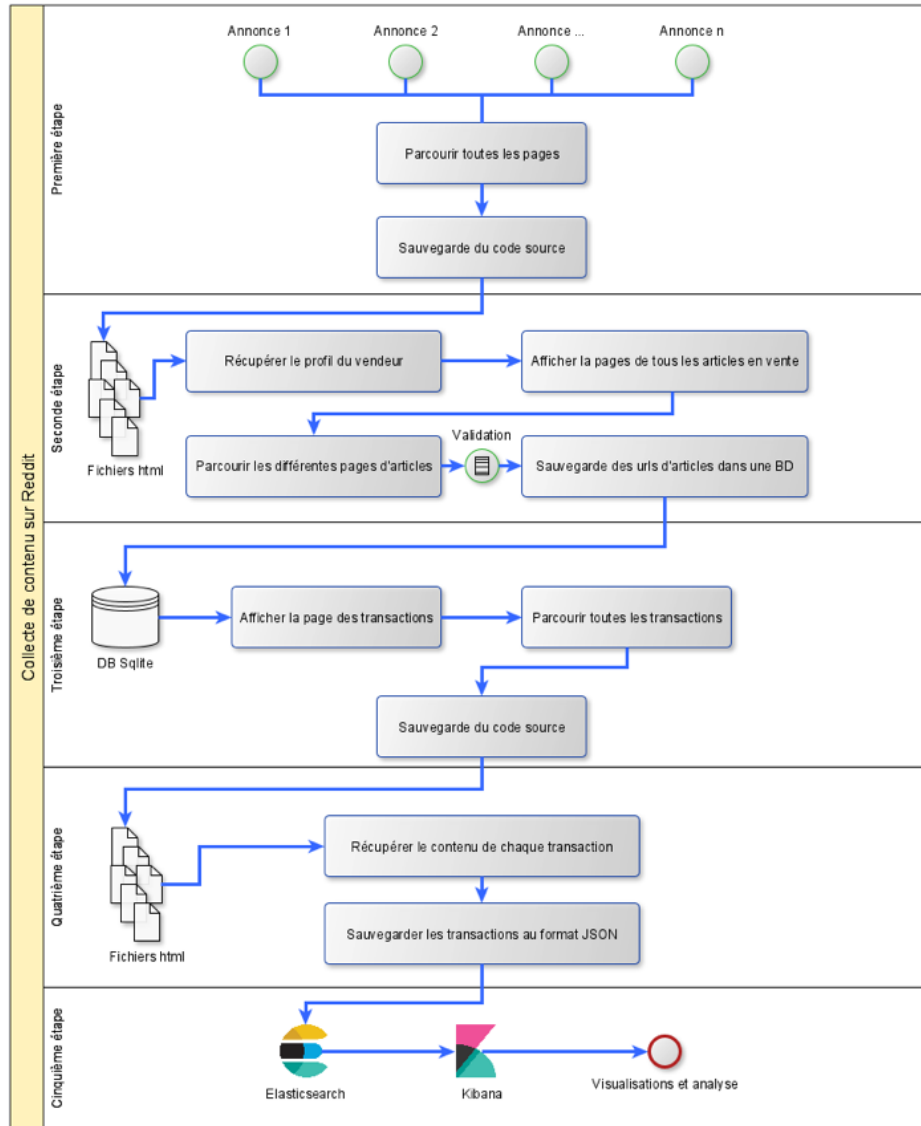 Collecte de contenu sur Reddit
Première étape
Annonce 1
Annonce 2
Annonce ...
Annonce n
Parcourir toutes les pages
Sauvegarde du code source
Seconde étape
Fichiers html
Récupérer le profil du vendeur
Afficher la pages de tous les articles en vente
Parcourir les différentes pages d'articles
Validation
Sauvegarde des urls d'articles dans une BD
Troisième étape
DB Sqlite
Afficher la page des transactions
Parcourir toutes les transactions
Sauvegarde du code source
Quatrième étape
Fichiers html
Récupérer le contenu de chaque transaction
Sauvegarder les transactions au format JSON
Cinquième étape
Elasticsearch
Kibana
Visualisations et analyse